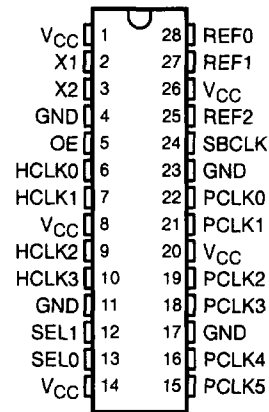 VCC 1 28 REF0
X1 2 27 REF1
X2 3 26 VCC
GND 4 25 REF2
OE 5 24 SBCLK
HCLK0 6 23 GND
HCLK1 7 22 PCLK0
VCC 8 21 PCLK1
HCLK2 9 20 VCC
HCLK3 10 19 PCLK2
GND 11 18 PCLK3
SEL1 12 17 GND
SEL0 13 16 PCLK4
VCC 14 15 PCLK5